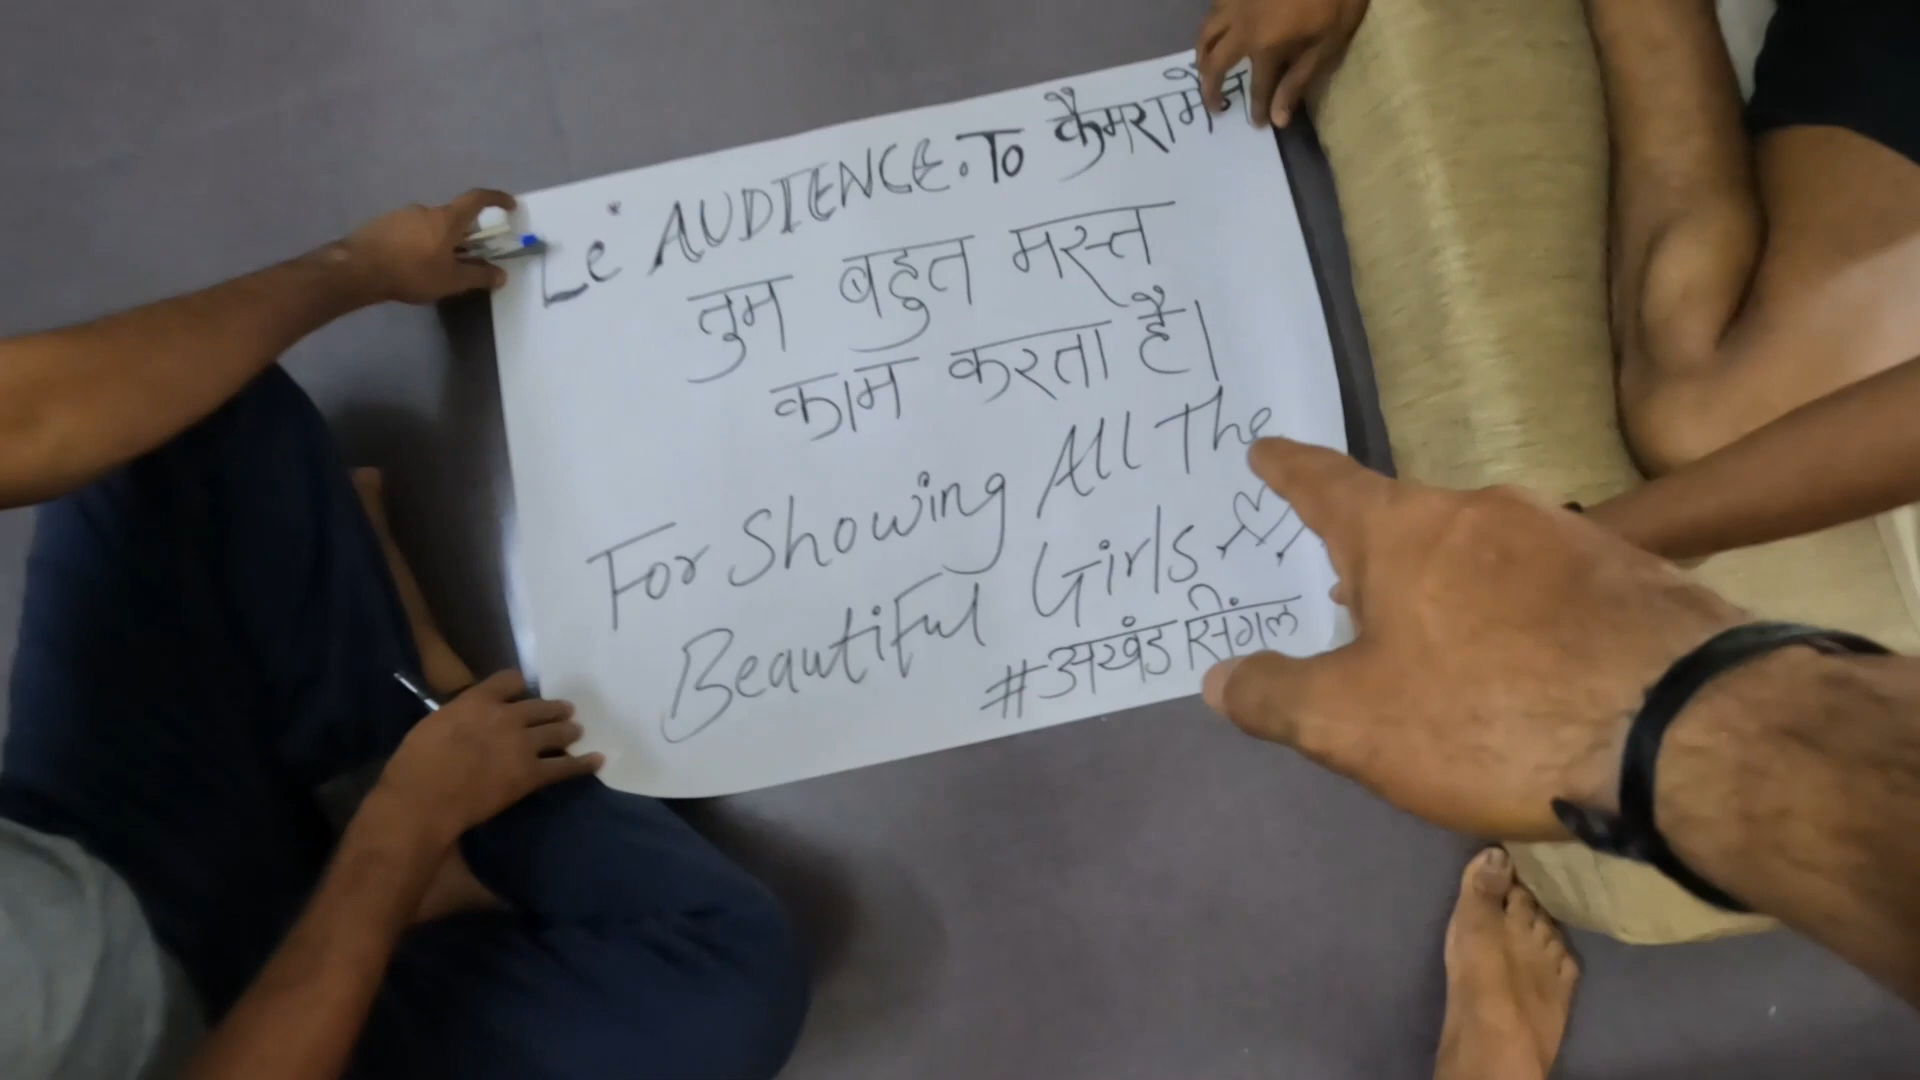 Le' AUDIENCE. To कैमरामैन
तुम बहुत मस्त
काम करता है।
For Showing All The
Beautiful Girls
#अखंड सिंगल